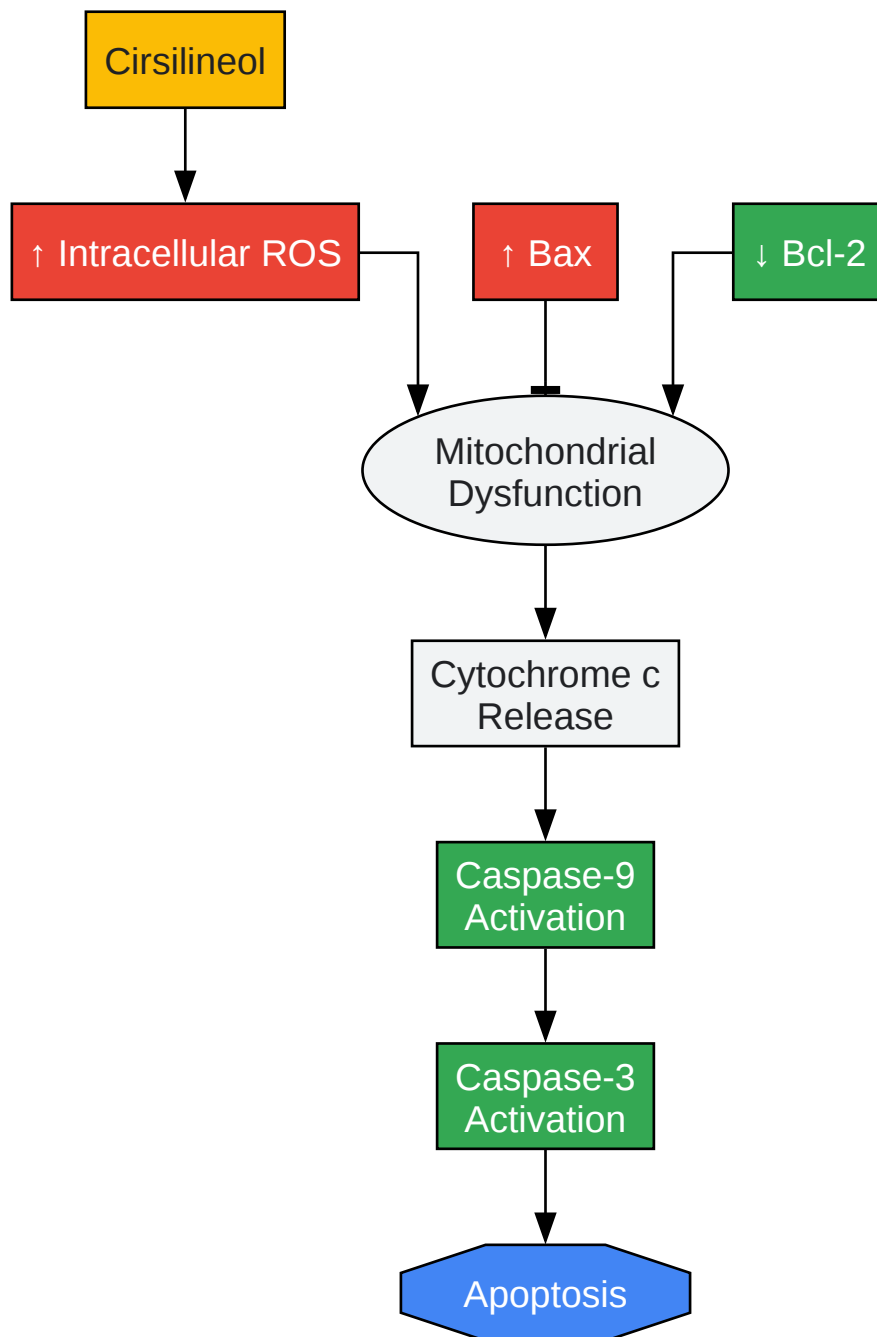 Cirsilineol
↑ Intracellular ROS
↑ Bax
↓ Bcl-2
Mitochondrial
Dysfunction
Cytochrome c
Release
Caspase-9
Activation
Caspase-3
Activation
Apoptosis